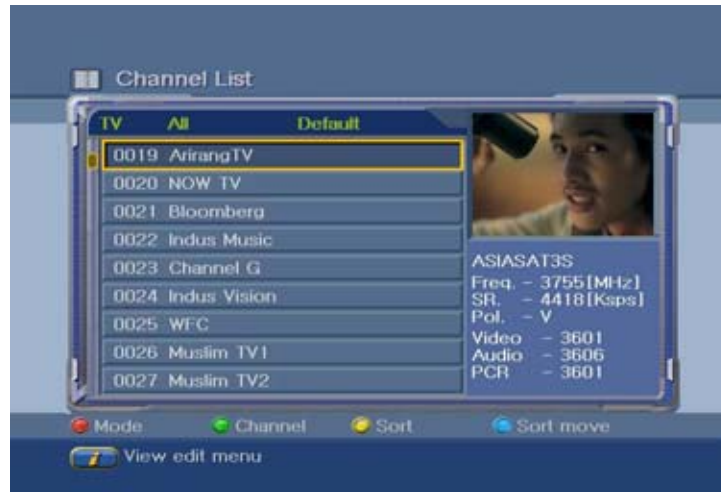 Channel List
TV All Default
0019 ArirangTV
0020 NOW TV
0021 Bloomberg
0022 Indus Music
0023 Channel G
0024 Indus Vision
0025 WFC
0026 Muslim TV1
0027 Muslim TV2
ASIASAT3S
Freq. - 3755[MHz]
SR. - 4418[Ksps]
Pol. - V
Video - 3601
Audio - 3606
PCR - 3601
Mode Channel Sort Sort move
i View edit menu